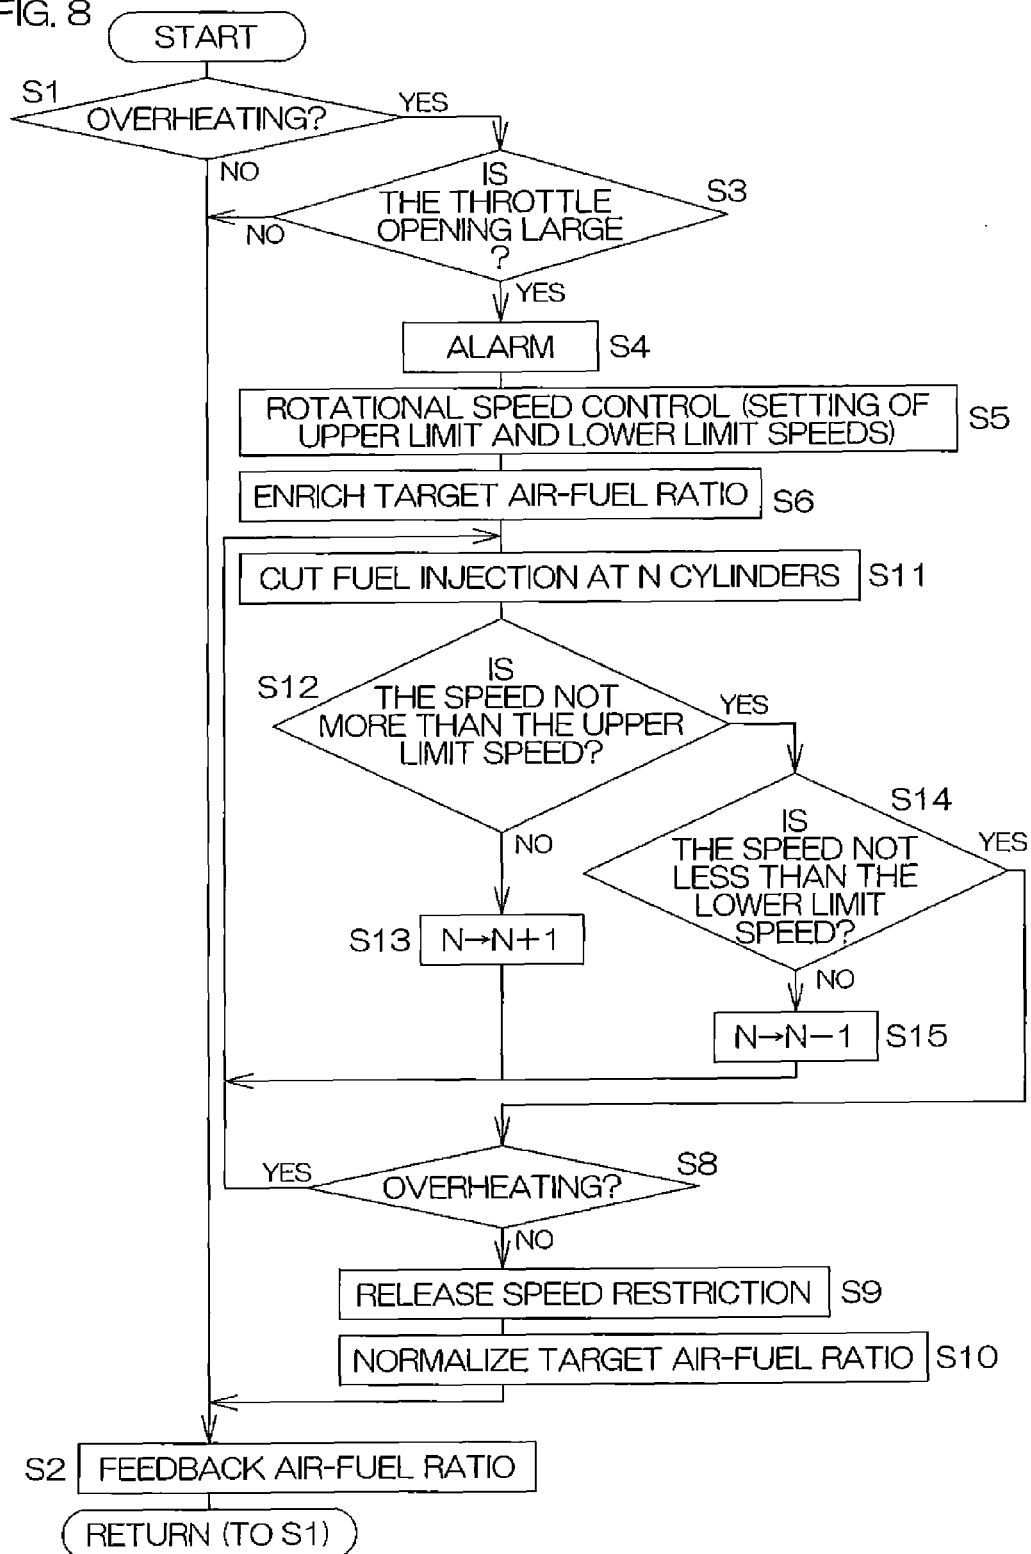 FIG. 8
START
S1
OVERHEATING?
YES
NO
IS
THE THROTTLE
OPENING LARGE
?
S3
NO
YES
ALARM
S4
ROTATIONAL SPEED CONTROL (SETTING OF
UPPER LIMIT AND LOWER LIMIT SPEEDS)
S5
ENRICH TARGET AIR-FUEL RATIO
S6
CUT FUEL INJECTION AT N CYLINDERS
S11
S12
IS
THE SPEED NOT
MORE THAN THE UPPER
LIMIT SPEED?
YES
NO
S14
IS
THE SPEED NOT
LESS THAN THE
LOWER LIMIT
SPEED?
YES
NO
S13
N→N+1
N→N−1
S15
S8
OVERHEATING?
YES
NO
RELEASE SPEED RESTRICTION
S9
NORMALIZE TARGET AIR-FUEL RATIO
S10
S2
FEEDBACK AIR-FUEL RATIO
RETURN (TO S1)